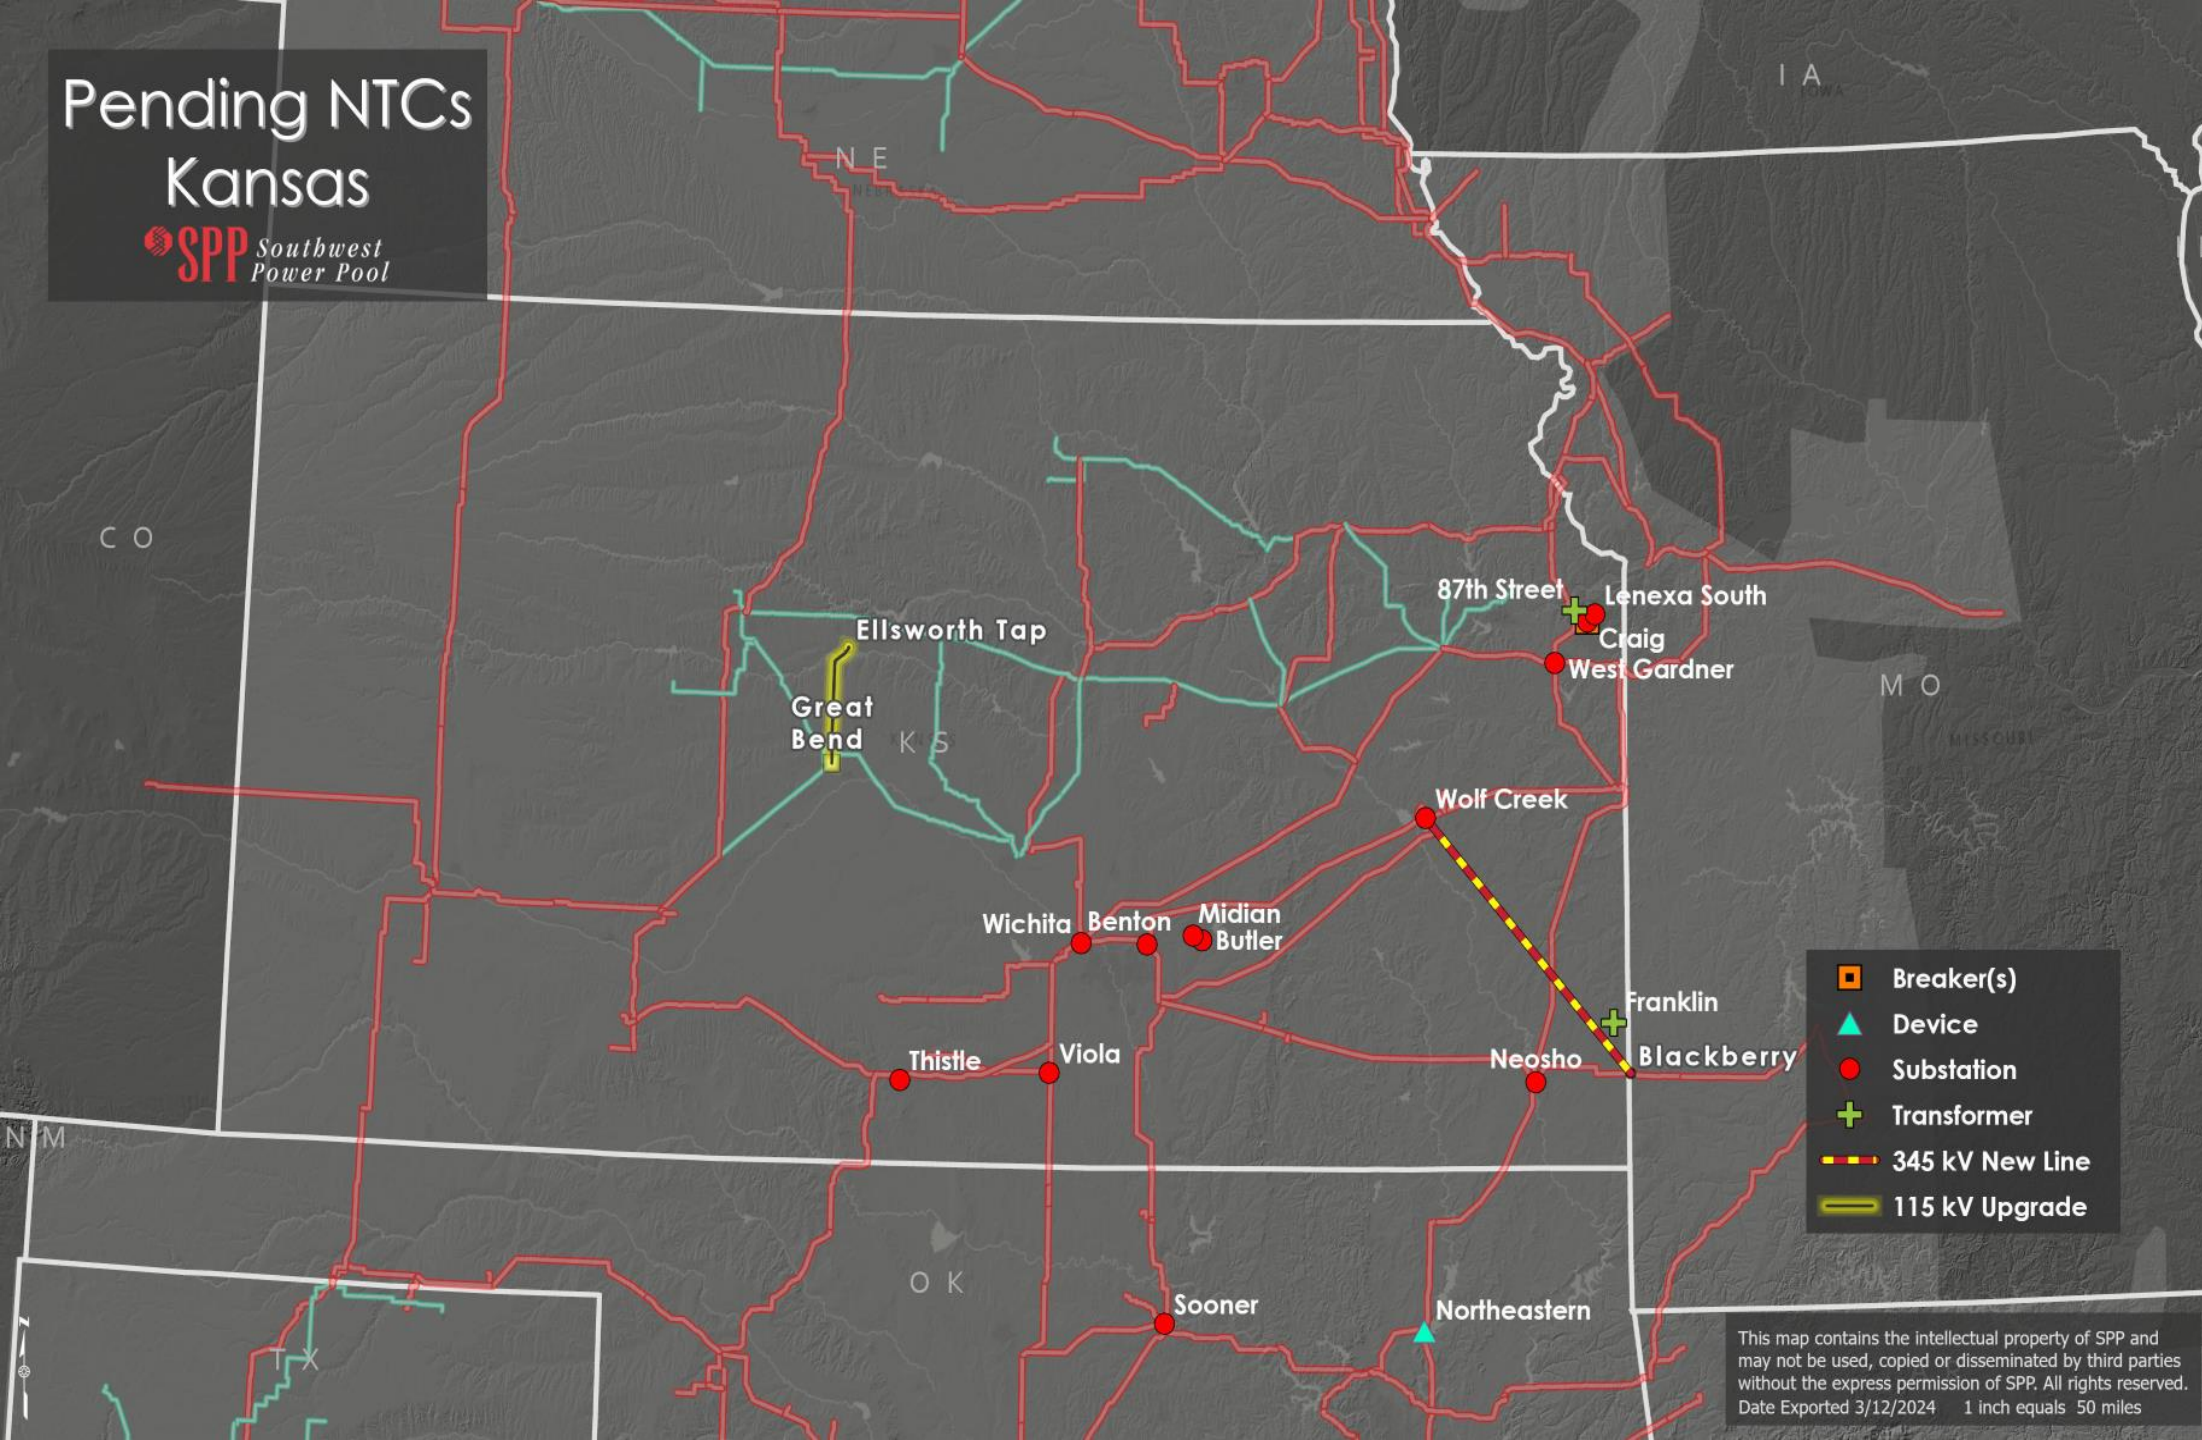 Pending NTCs
Kansas
SPP Southwest
Power Pool
I A
IOWA
N E
NEBRASKA
C O
87th Street
Lenexa South
Ellsworth Tap
Craig
West Gardner
M O
MISSOURI
Great
Bend
K S
Wolf Creek
Wichita
Benton
Midian
Butler
Breaker(s)
Franklin
Device
Thistle
Viola
Neosho
Blackberry
Substation
Transformer
N M
345 kV New Line
115 kV Upgrade
O K
Sooner
Northeastern
T X
This map contains the intellectual property of SPP and
may not be used, copied or disseminated by third parties
without the express permission of SPP. All rights reserved.
Date Exported 3/12/2024 1 inch equals 50 miles